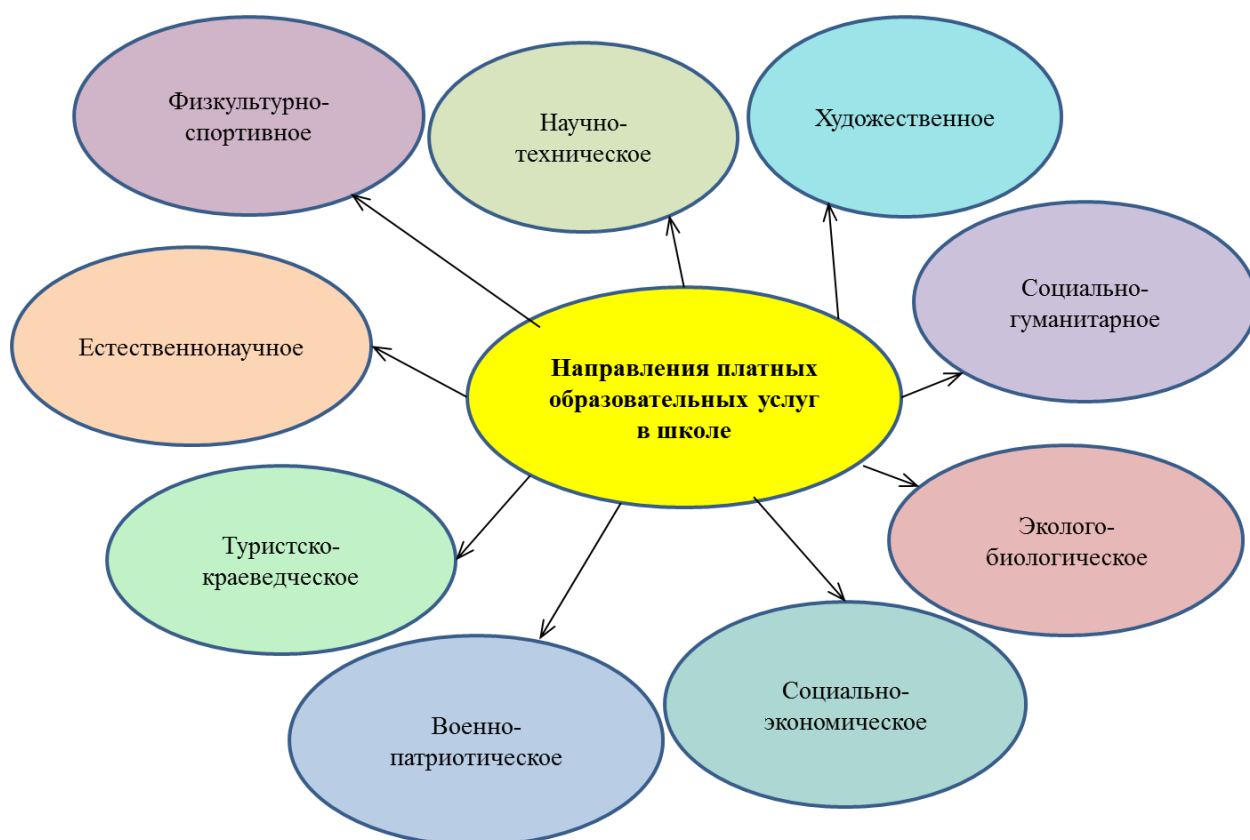 Физкультурно-
спортивное
Научно-
техническое
Художественное
Социально-
гуманитарное
Естественнонаучное
Направления платных
образовательных услуг
в школе
Эколого-
биологическое
Туристско-
краеведческое
Социально-
экономическое
Военно-
патриотическое